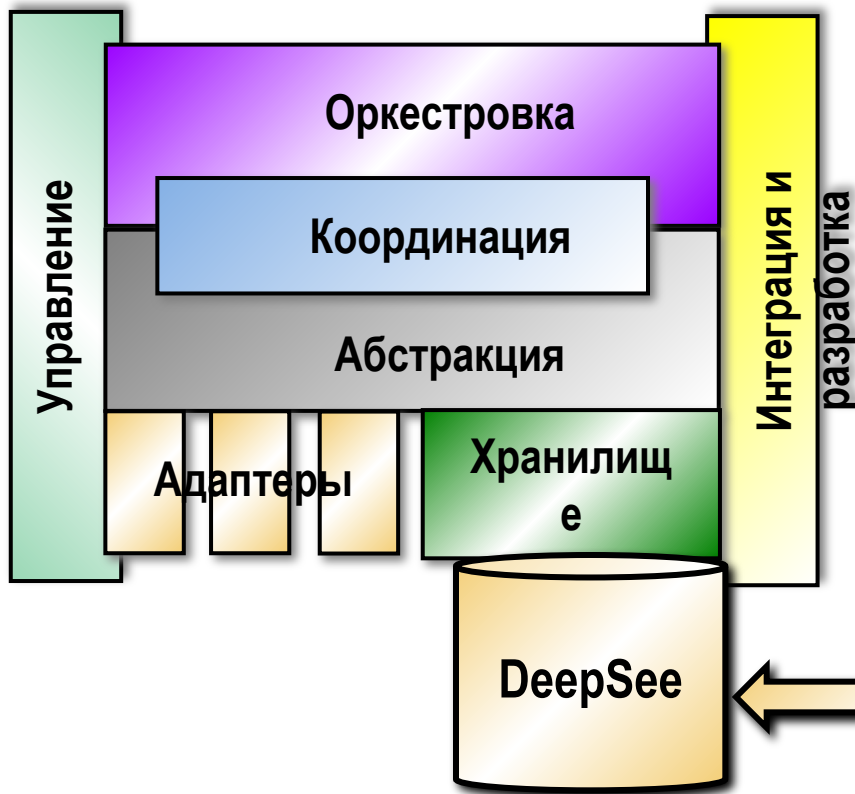 Управление
Оркестровка
Координация
Абстракция
Адаптеры
Хранилищ
е
DeepSee
Интеграция и
разработка